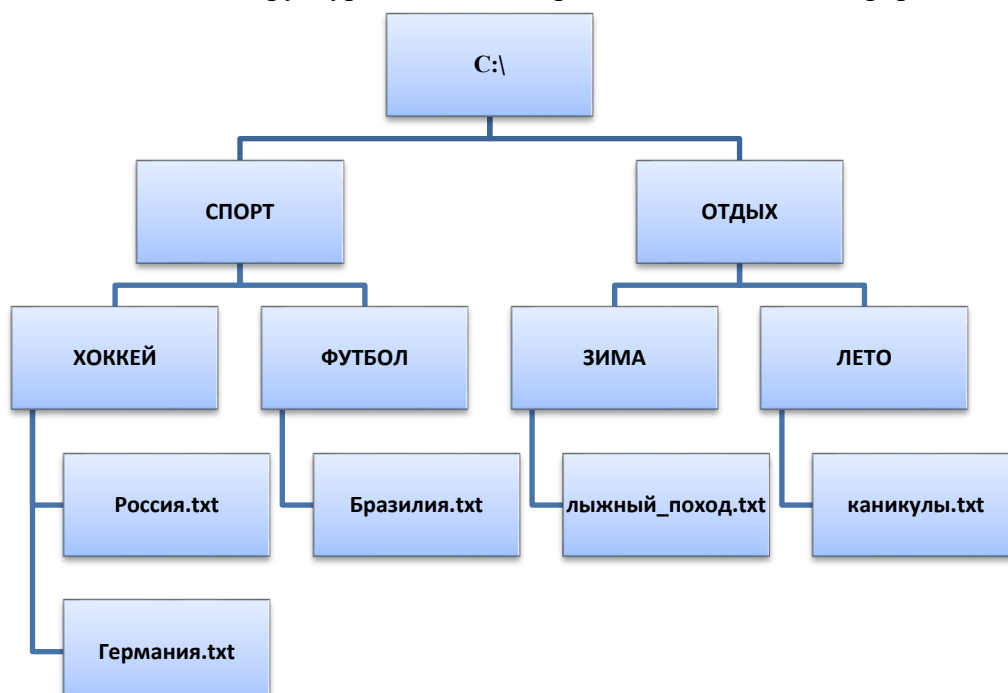 C:\
СПОРТ
ОТДЫХ
ХОККЕЙ
ФУТБОЛ
ЗИМА
ЛЕТО
Россия.txt
Бразилия.txt
лыжный_поход.txt
каникулы.txt
Германия.txt